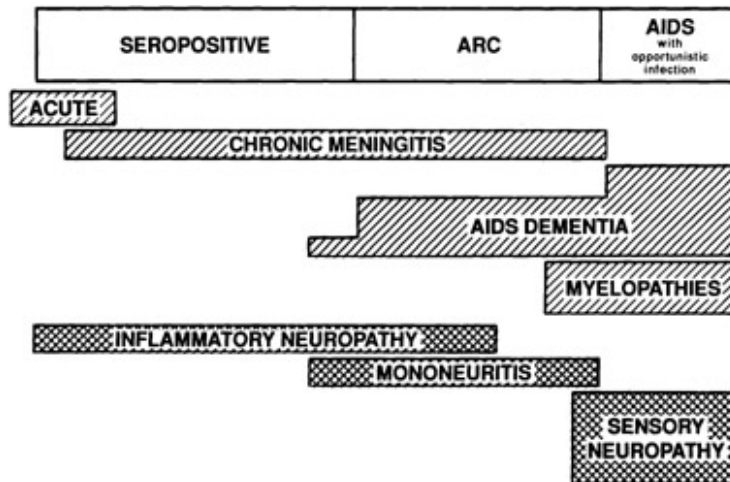 SEROPOSITIVE
ARC
AIDS
with
opportunistic
infection
ACUTE
CHRONIC MENINGITIS
AIDS DEMENTIA
MYELOPATHIES
INFLAMMATORY NEUROPATHY
MONONEURITIS
SENSORY
NEUROPATHY